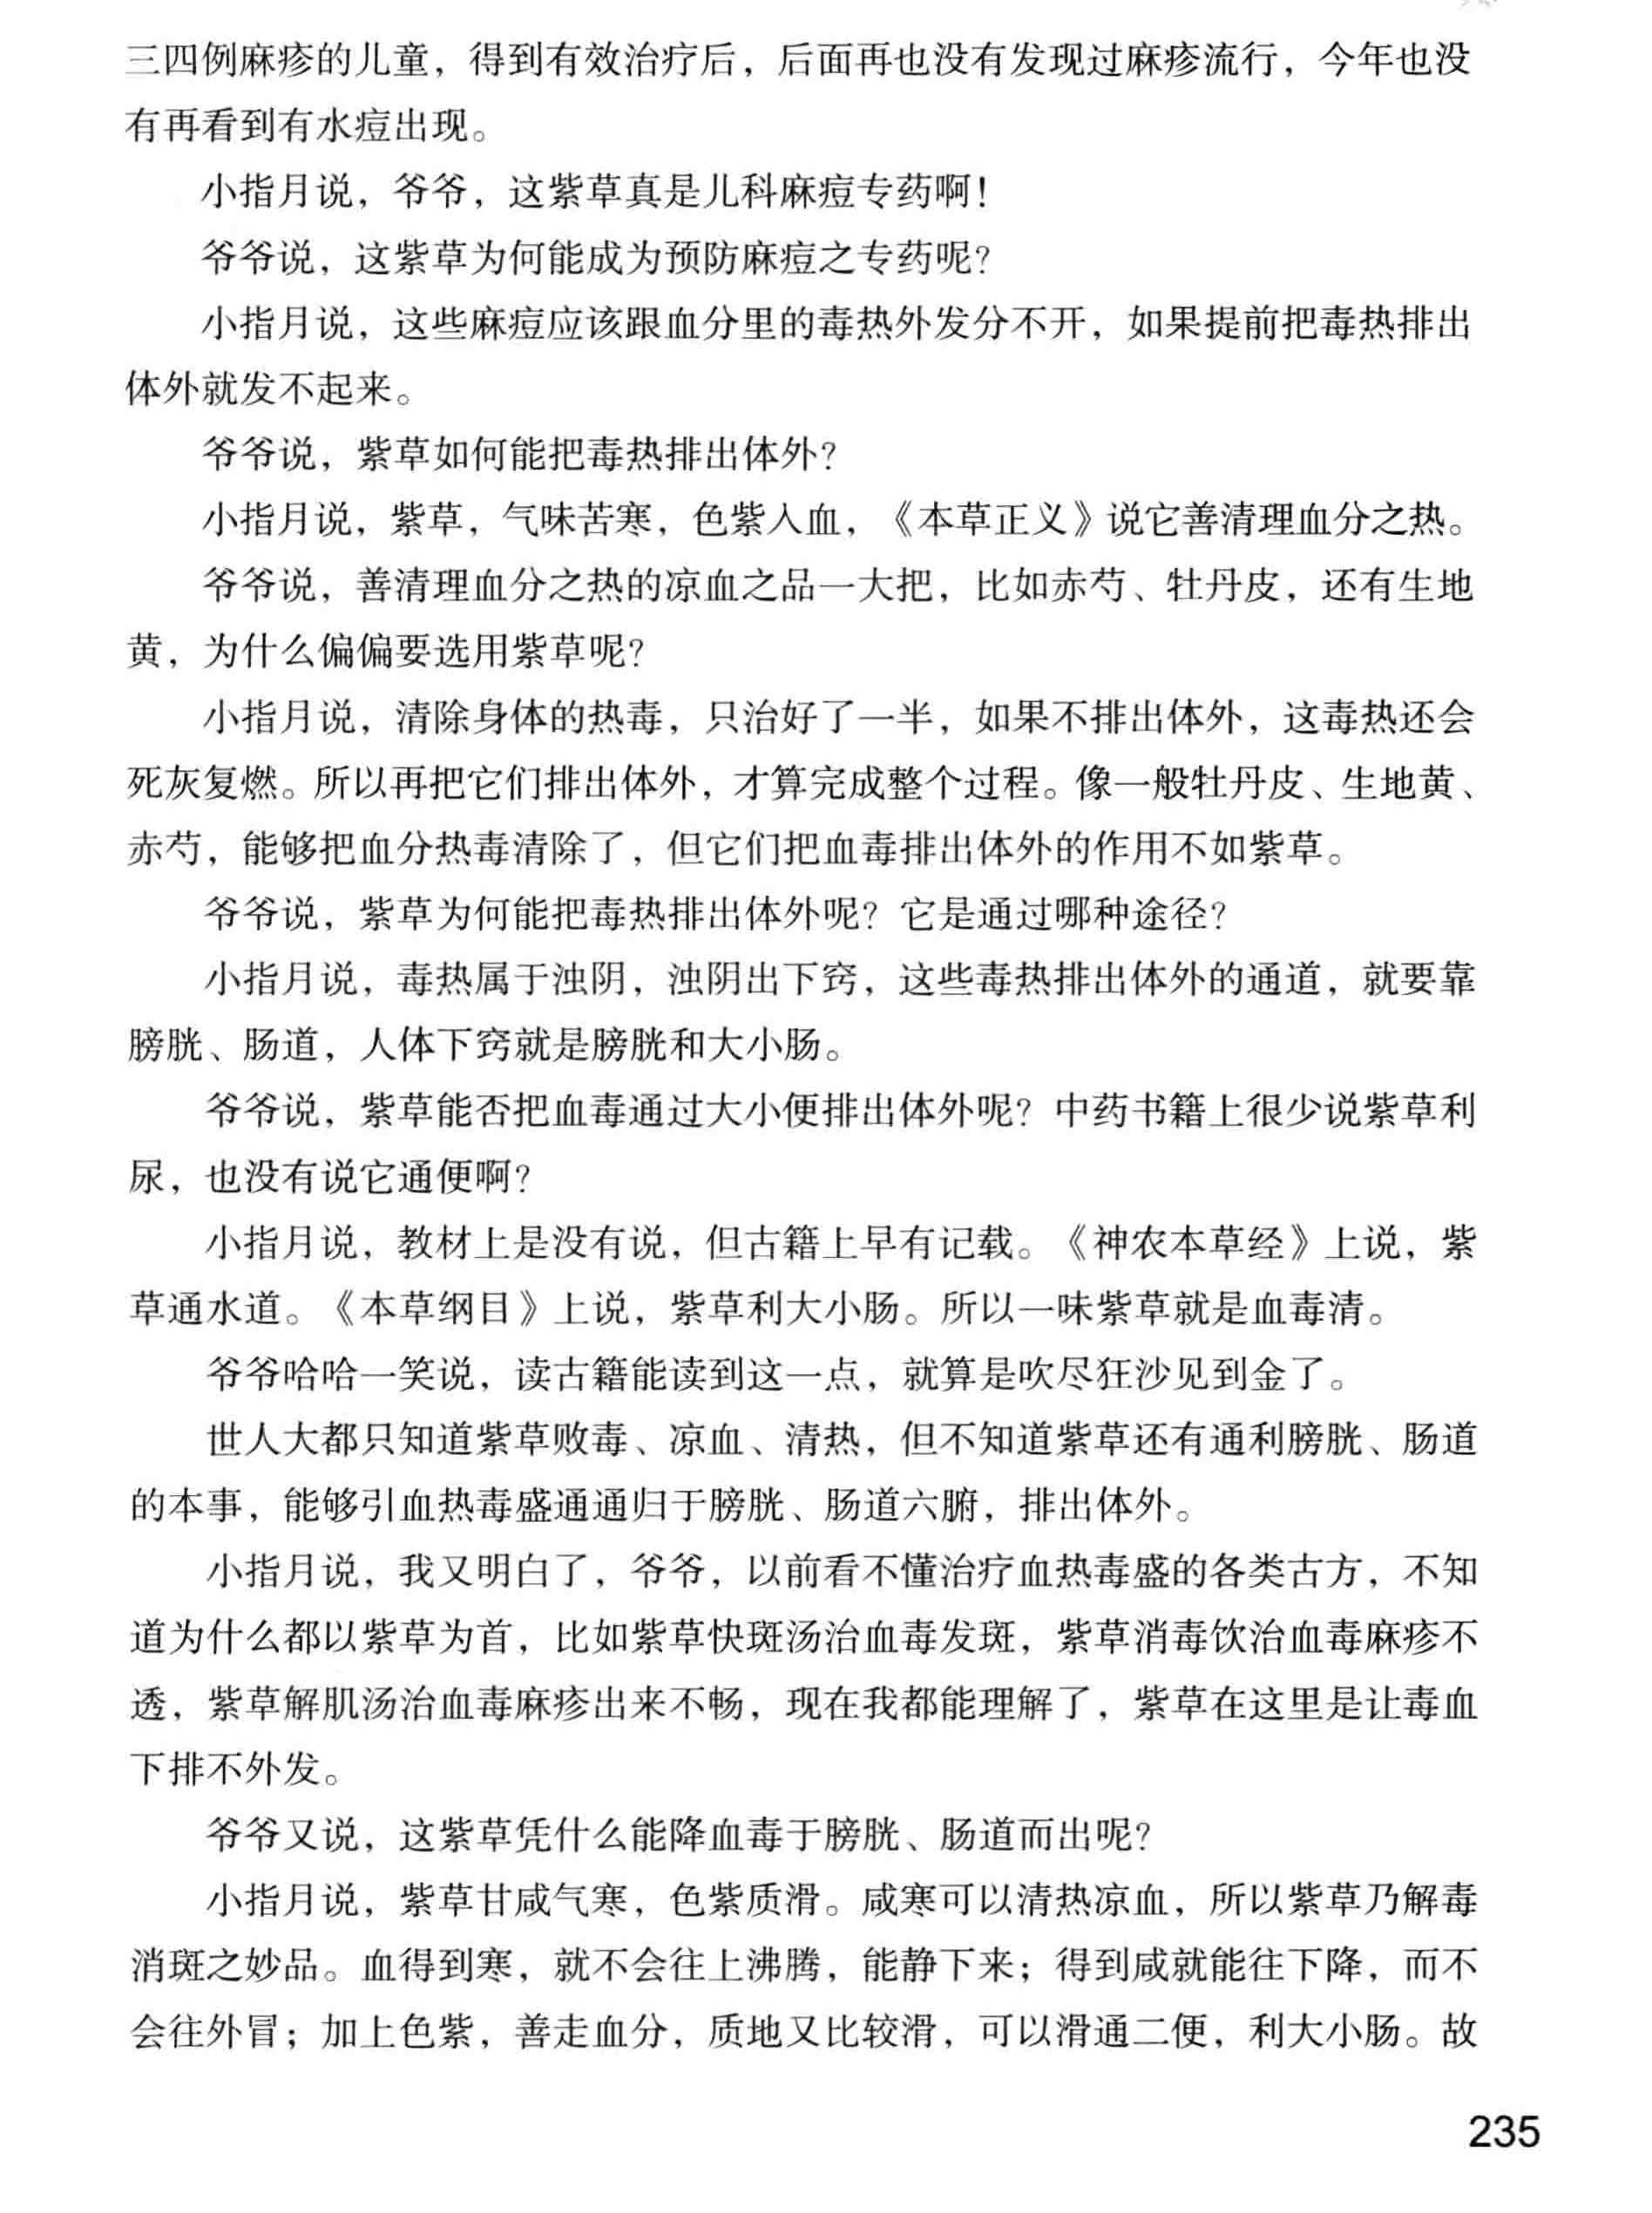 三四例麻疹的儿童，得到有效治疗后，后面再也没有发现过麻疹流行，今年也没
有再看到有水痘出现。
小指月说，爷爷，这紫草真是儿科麻痘专药啊！
爷爷说，这紫草为何能成为预防麻痘之专药呢？
小指月说，这些麻痘应该跟血分里的毒热外发分不开，如果提前把毒热排出
体外就发不起来。
爷爷说，紫草如何能把毒热排出体外？
小指月说，紫草，气味苦寒，色紫入血，《本草正义》说它善清理血分之热。
爷爷说，善清理血分之热的凉血之品一大把，比如赤芍、牡丹皮，还有生地
黄，为什么偏偏要选用紫草呢？
小指月说，清除身体的热毒，只治好了一半，如果不排出体外，这毒热还会
死灰复燃。所以再把它们排出体外，才算完成整个过程。像一般牡丹皮、生地黄、
赤芍，能够把血分热毒清除了，但它们把血毒排出体外的作用不如紫草。
爷爷说，紫草为何能把毒热排出体外呢？它是通过哪种途径？
小指月说，毒热属于浊阴，浊阴出下窍，这些毒热排出体外的通道，就要靠
膀胱、肠道，人体下窍就是膀胱和大小肠。
爷爷说，紫草能否把血毒通过大小便排出体外呢？中药书籍上很少说紫草利
尿，也没有说它通便啊？
小指月说，教材上是没有说，但古籍上早有记载。《神农本草经》上说，紫
草通水道。《本草纲目》上说，紫草利大小肠。所以一味紫草就是血毒清。
爷爷哈哈一笑说，读古籍能读到这一点，就算是吹尽狂沙见到金了。
世人大都只知道紫草败毒、凉血、清热，但不知道紫草还有通利膀胱、肠道
的本事，能够引血热毒盛通通归于膀胱、肠道六腑，排出体外。
小指月说，我又明白了，爷爷，以前看不懂治疗血热毒盛的各类古方，不知
道为什么都以紫草为首，比如紫草快斑汤治血毒发斑，紫草消毒饮治血毒麻疹不
透，紫草解肌汤治血毒麻疹出来不畅，现在我都能理解了，紫草在这里是让毒血
下排不外发。
爷爷又说，这紫草凭什么能降血毒于膀胱、肠道而出呢？
小指月说，紫草甘咸气寒，色紫质滑。咸寒可以清热凉血，所以紫草乃解毒
消斑之妙品。血得到寒，就不会往上沸腾，能静下来；得到咸就能往下降，而不
会往外冒；加上色紫，善走血分，质地又比较滑，可以滑通二便，利大小肠。故
235